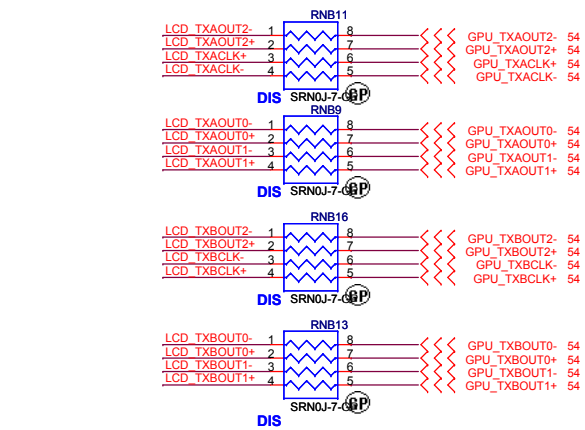 RNB11
LCD_TXAOUT2- 1 8 GPU_TXAOUT2- 54
LCD_TXAOUT2+ 2 7 GPU_TXAOUT2+ 54
LCD_TXACLK+ 3 6 GPU_TXACLK+ 54
LCD_TXACLK- 4 5 GPU_TXACLK- 54
DIS SRN0J-7-GP GP
RNB9
LCD_TXAOUT0- 1 8 GPU_TXAOUT0- 54
LCD_TXAOUT0+ 2 7 GPU_TXAOUT0+ 54
LCD_TXAOUT1- 3 6 GPU_TXAOUT1- 54
LCD_TXAOUT1+ 4 5 GPU_TXAOUT1+ 54
DIS SRN0J-7-GP GP
RNB16
LCD_TXBOUT2- 1 8 GPU_TXBOUT2- 54
LCD_TXBOUT2+ 2 7 GPU_TXBOUT2+ 54
LCD_TXBCLK- 3 6 GPU_TXBCLK- 54
LCD_TXBCLK+ 4 5 GPU_TXBCLK+ 54
DIS SRN0J-7-GP GP
RNB13
LCD_TXBOUT0- 1 8 GPU_TXBOUT0- 54
LCD_TXBOUT0+ 2 7 GPU_TXBOUT0+ 54
LCD_TXBOUT1- 3 6 GPU_TXBOUT1- 54
LCD_TXBOUT1+ 4 5 GPU_TXBOUT1+ 54
SRN0J-7-GP GP
DIS